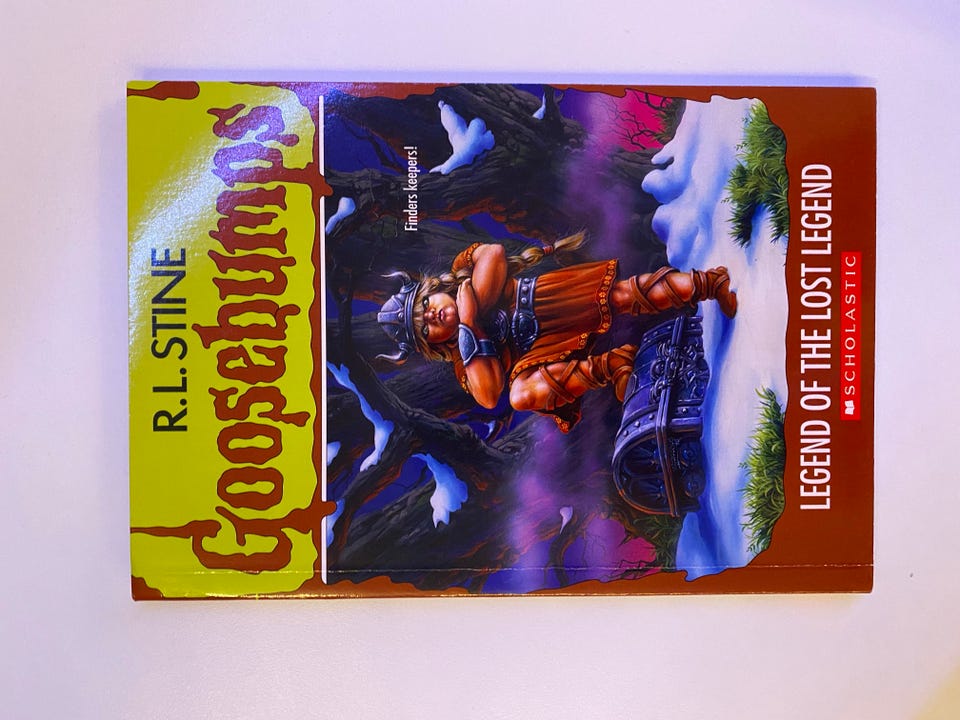 R.L. STINE
Goosebumps
Finders keepers!
LEGEND OF THE LOST LEGEND
SCHOLASTIC